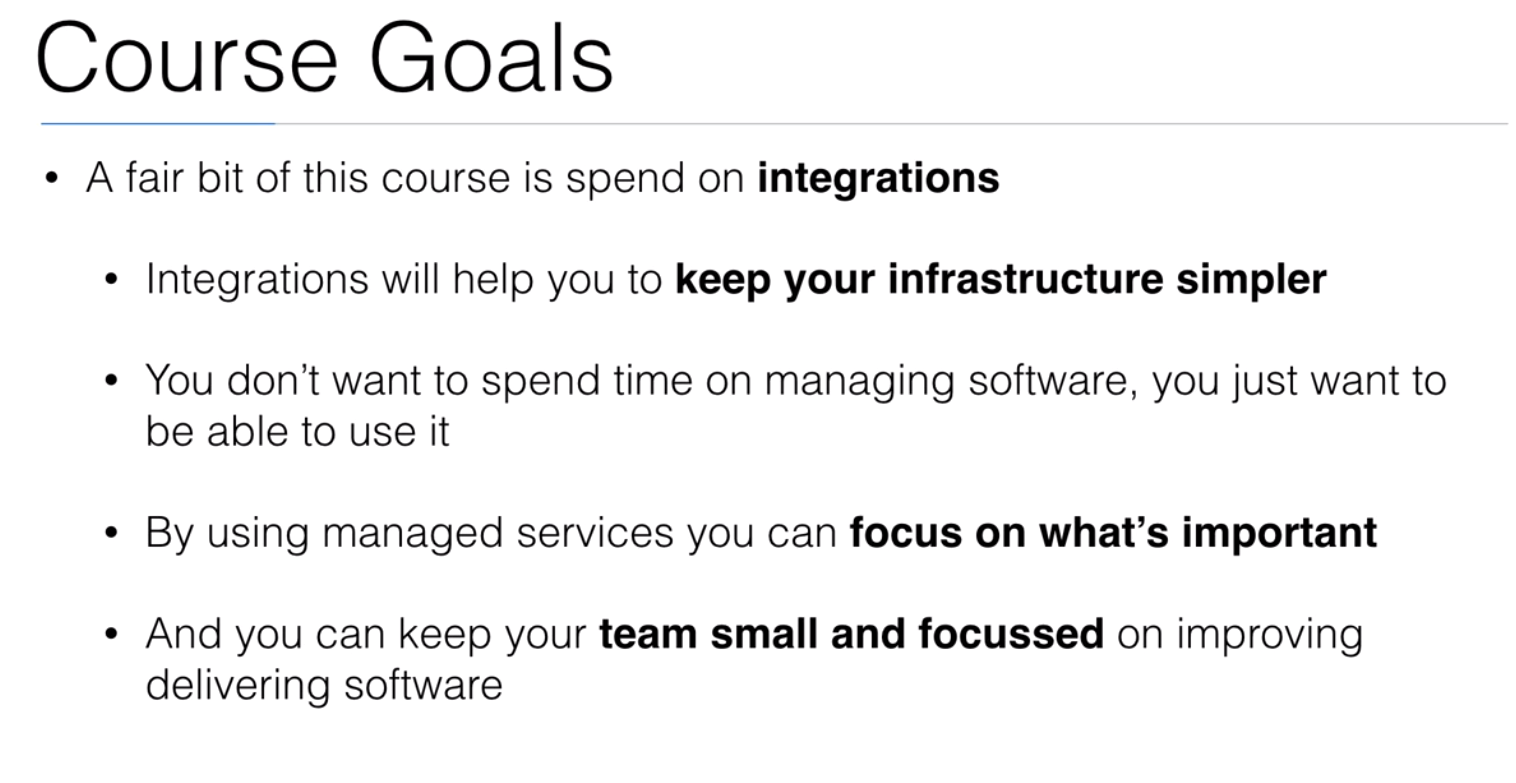 Course Goals
• A fair bit of this course is spend on integrations
• Integrations will help you to keep your infrastructure simpler
• You don’t want to spend time on managing software, you just want to
be able to use it
• By using managed services you can focus on what’s important
• And you can keep your team small and focussed on improving
delivering software